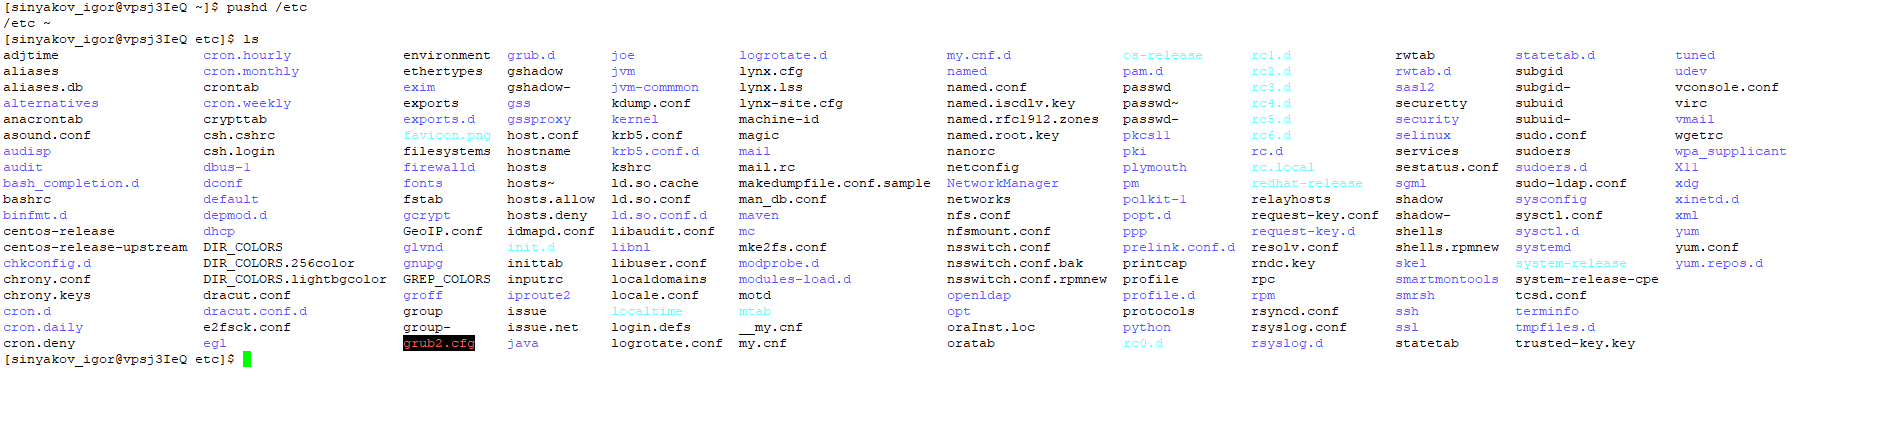 [sinyakov_igor@vpsj3IeQ ~]$ pushd /etc
/etc ~
[sinyakov_igor@vpsj3IeQ etc]$ ls
adjtime cron.hourly environment grub.d joe logrotate.d my.cnf.d os-release rc1.d rwtab statetab.d tuned
aliases cron.monthly ethertypes gshadow jvm lynx.cfg named pam.d rc2.d rwtab.d subgid udev
aliases.db crontab exim gshadow- jvm-commmon lynx.lss named.conf passwd rc3.d sasl2 subgid- vconsole.conf
alternatives cron.weekly exports gss kdump.conf lynx-site.cfg named.iscdlv.key passwd~ rc4.d securetty subuid virc
anacrontab crypttab exports.d gssproxy kernel machine-id named.rfc1912.zones passwd- rc5.d security subuid- vmail
asound.conf csh.cshrc favicon.png host.conf krb5.conf magic named.root.key pkcs11 rc6.d selinux sudo.conf wgetrc
audisp csh.login filesystems hostname krb5.conf.d mail nanorc pki rc.d services sudoers wpa_supplicant
audit dbus-1 firewalld hosts kshrc mail.rc netconfig plymouth rc.local sestatus.conf sudoers.d X11
bash_completion.d dconf fonts hosts~ ld.so.cache makedumpfile.conf.sample NetworkManager pm redhat-release sgml sudo-ldap.conf xdg
bashrc default fstab hosts.allow ld.so.conf man_db.conf networks polkit-1 relayhosts shadow sysconfig xinetd.d
binfmt.d depmod.d gcrypt hosts.deny ld.so.conf.d maven nfs.conf popt.d request-key.conf shadow- sysctl.conf xml
centos-release dhcp GeoIP.conf idmapd.conf libaudit.conf mc nfsmount.conf ppp request-key.d shells sysctl.d yum
centos-release-upstream DIR_COLORS glvnd init.d libnl mke2fs.conf nsswitch.conf prelink.conf.d resolv.conf shells.rpmnew systemd yum.conf
chkconfig.d DIR_COLORS.256color gnupg inittab libuser.conf modprobe.d nsswitch.conf.bak printcap rndc.key skel system-release yum.repos.d
chrony.conf DIR_COLORS.lightbgcolor GREP_COLORS inputrc localdomains modules-load.d nsswitch.conf.rpmnew profile rpc smartmontools system-release-cpe
chrony.keys dracut.conf groff iproute2 locale.conf motd openldap profile.d rpm smrsh tcsd.conf
cron.d dracut.conf.d group issue localtime mtab opt protocols rsyncd.conf ssh terminfo
cron.daily e2fsck.conf group- issue.net login.defs __my.cnf oraInst.loc python rsyslog.conf ssl tmpfiles.d
cron.deny egl grub2.cfg java logrotate.conf my.cnf oratab rc0.d rsyslog.d statetab trusted-key.key
[sinyakov_igor@vpsj3IeQ etc]$